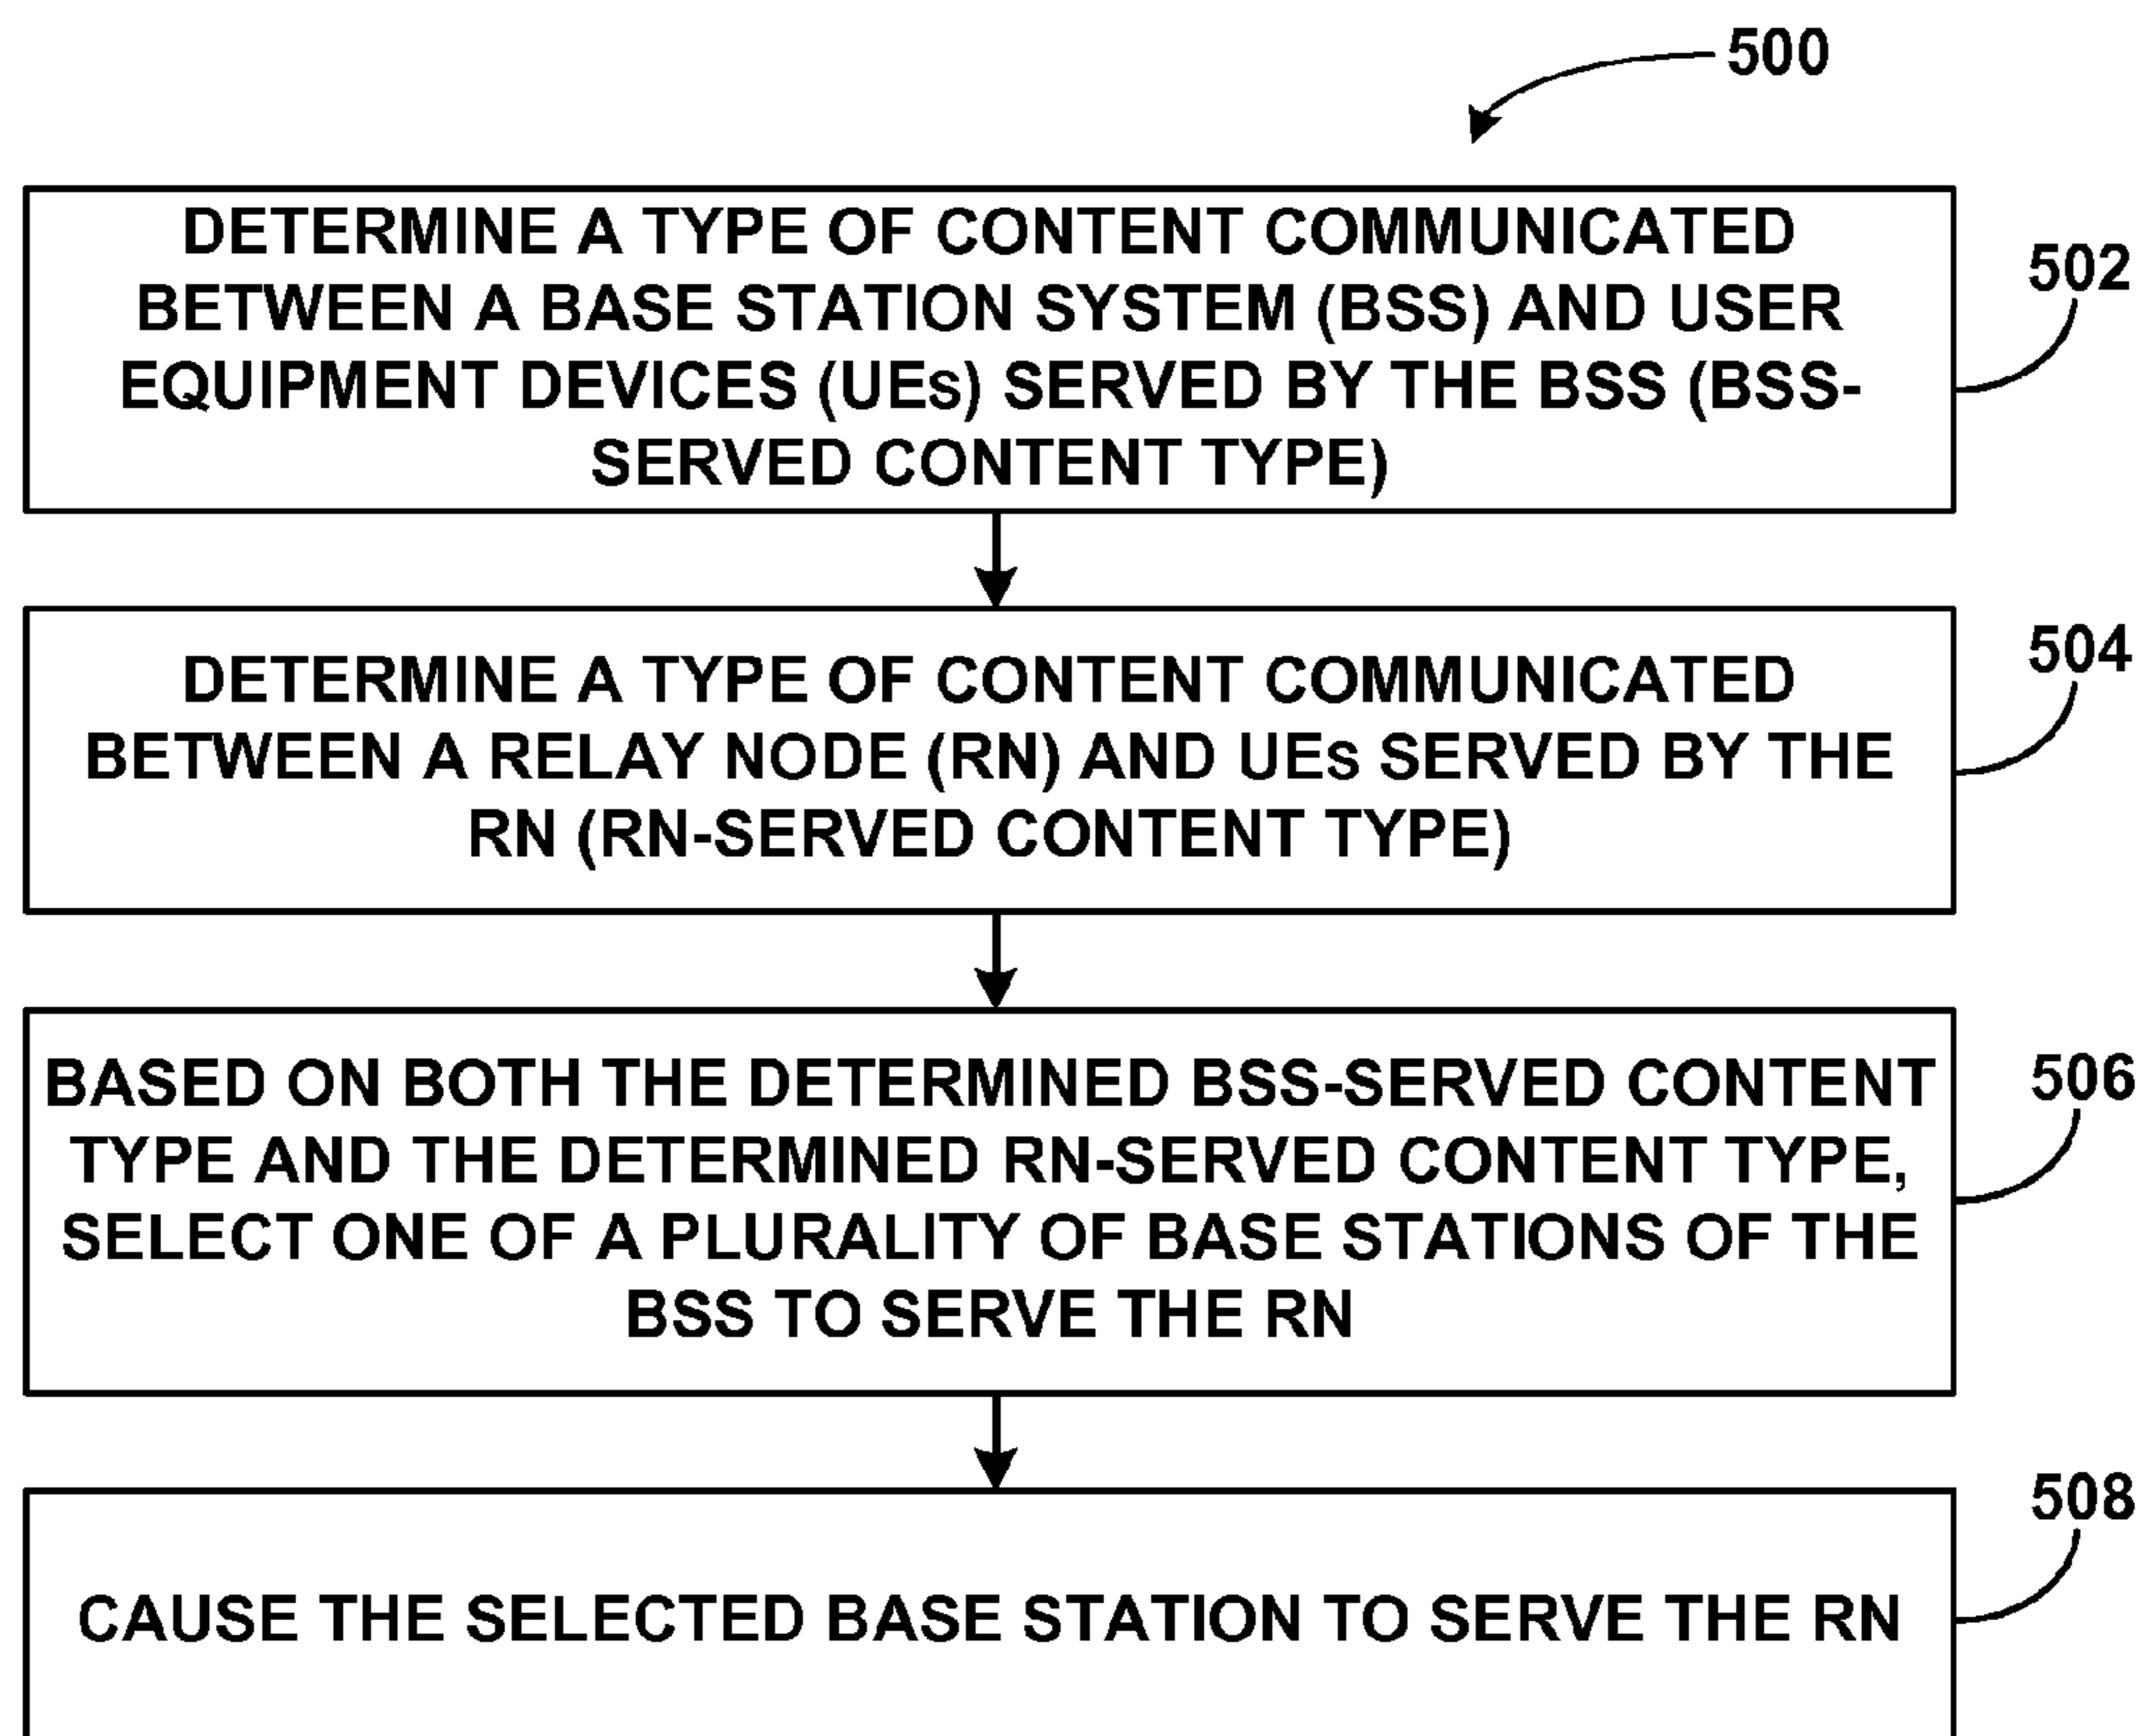 500
DETERMINE A TYPE OF CONTENT COMMUNICATED
BETWEEN A BASE STATION SYSTEM (BSS) AND USER
EQUIPMENT DEVICES (UEs) SERVED BY THE BSS (BSS-
SERVED CONTENT TYPE)
502
DETERMINE A TYPE OF CONTENT COMMUNICATED
BETWEEN A RELAY NODE (RN) AND UEs SERVED BY THE
RN (RN-SERVED CONTENT TYPE)
504
BASED ON BOTH THE DETERMINED BSS-SERVED CONTENT
TYPE AND THE DETERMINED RN-SERVED CONTENT TYPE,
SELECT ONE OF A PLURALITY OF BASE STATIONS OF THE
BSS TO SERVE THE RN
506
CAUSE THE SELECTED BASE STATION TO SERVE THE RN
508